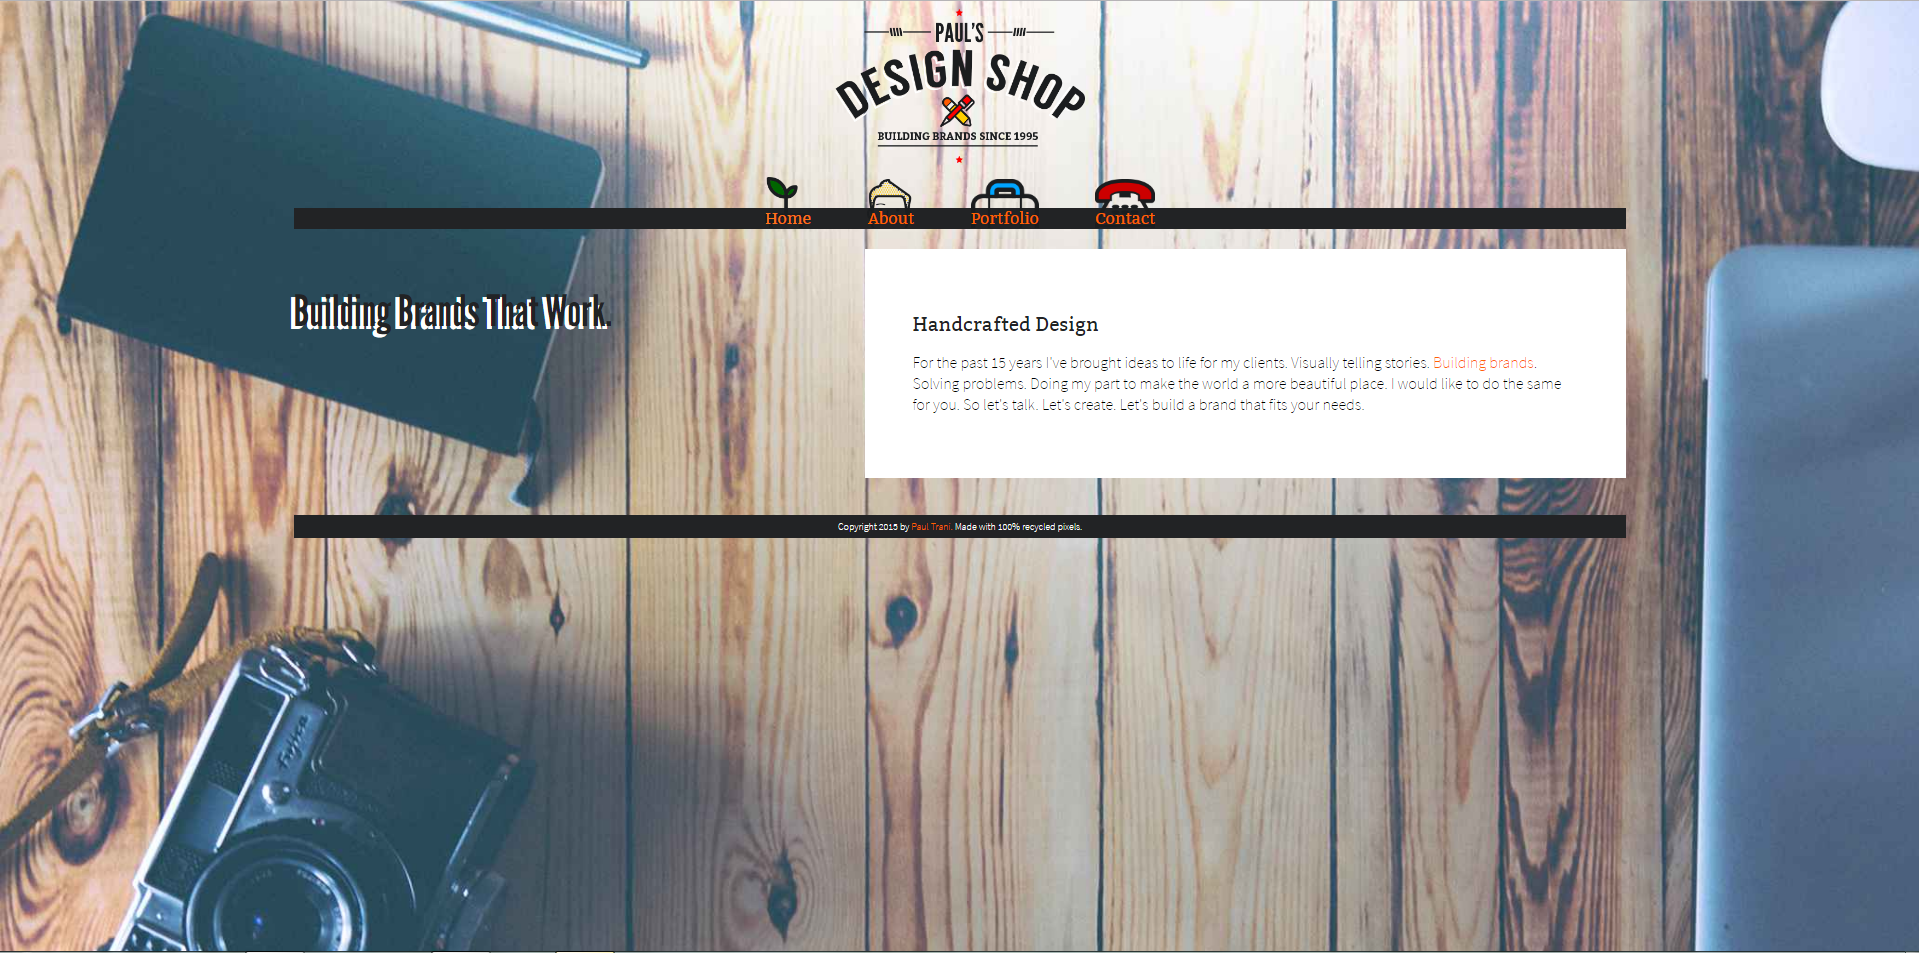 PAUL'S
DESIGN SHOP
BUILDING BRANDS SINCE 1995
Home About Portfolio Contact
Building Brands That Work.
Handcrafted Design
For the past 15 years I've brought ideas to life for my clients. Visually telling stories. Building brands.
Solving problems. Doing my part to make the world a more beautiful place. I would like to do the same
for you. So let's talk. Let's create. Let's build a brand that fits your needs.
Copyright 2015 by Paul Trani. Made with 100% recycled pixels.
Fujica